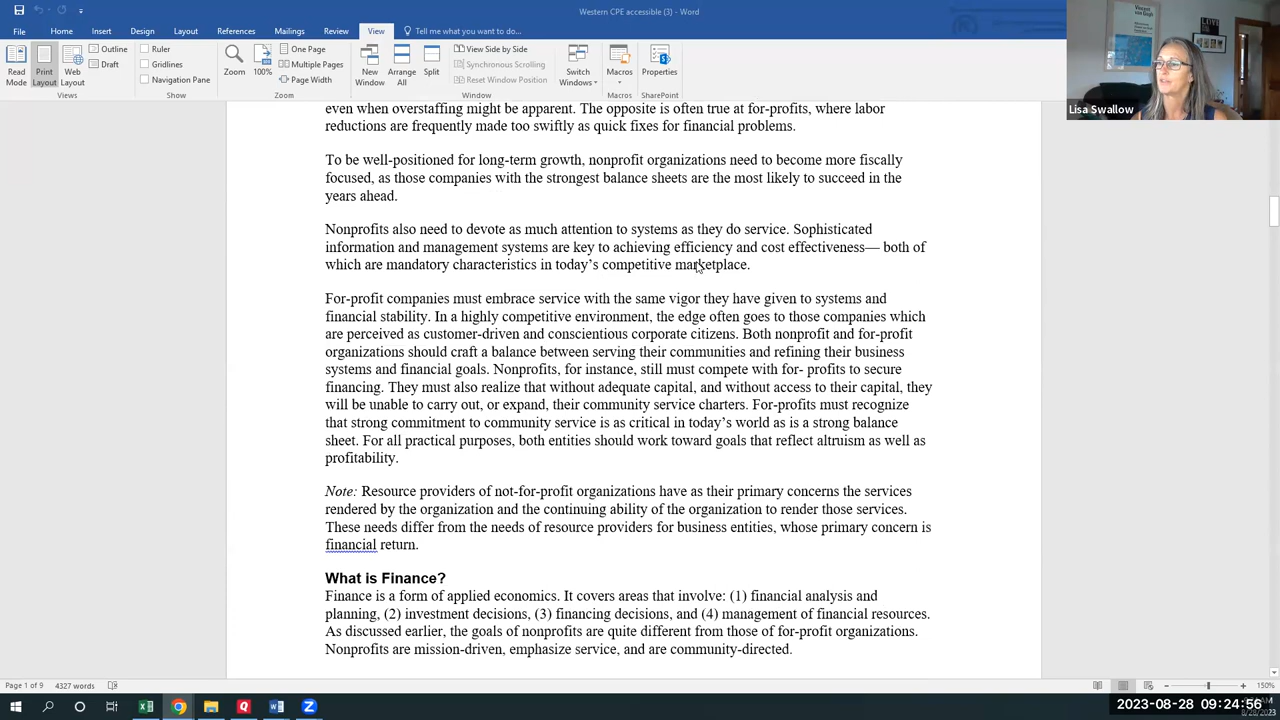 Western CPE accessible (3) - Word
File Home Insert Design Layout References Mailings Review View Tell me what you want to do...
Read Mode
Print Layout
Web Layout
Outline
Draft
Views
Ruler
Gridlines
Navigation Pane
Show
Zoom
100%
One Page
Multiple Pages
Page Width
Zoom
New Window
Arrange All
Split
View Side by Side
Synchronous Scrolling
Reset Window Position
Window
Switch Windows
Macros
Macros
Properties
SharePoint
Vincent van Gogh
LOVE
Lisa Swallow
even when overstaffing might be apparent. The opposite is often true at for-profits, where labor
reductions are frequently made too swiftly as quick fixes for financial problems.
To be well-positioned for long-term growth, nonprofit organizations need to become more fiscally
focused, as those companies with the strongest balance sheets are the most likely to succeed in the
years ahead.
Nonprofits also need to devote as much attention to systems as they do service. Sophisticated
information and management systems are key to achieving efficiency and cost effectiveness— both of
which are mandatory characteristics in today's competitive marketplace.
For-profit companies must embrace service with the same vigor they have given to systems and
financial stability. In a highly competitive environment, the edge often goes to those companies which
are perceived as customer-driven and conscientious corporate citizens. Both nonprofit and for-profit
organizations should craft a balance between serving their communities and refining their business
systems and financial goals. Nonprofits, for instance, still must compete with for- profits to secure
financing. They must also realize that without adequate capital, and without access to their capital, they
will be unable to carry out, or expand, their community service charters. For-profits must recognize
that strong commitment to community service is as critical in today's world as is a strong balance
sheet. For all practical purposes, both entities should work toward goals that reflect altruism as well as
profitability.
Note: Resource providers of not-for-profit organizations have as their primary concerns the services
rendered by the organization and the continuing ability of the organization to render those services.
These needs differ from the needs of resource providers for business entities, whose primary concern is
financial return.
What is Finance?
Finance is a form of applied economics. It covers areas that involve: (1) financial analysis and
planning, (2) investment decisions, (3) financing decisions, and (4) management of financial resources.
As discussed earlier, the goals of nonprofits are quite different from those of for-profit organizations.
Nonprofits are mission-driven, emphasize service, and are community-directed.
Page 1 of 9 4327 words
150%
2023-08-28 09:24:56